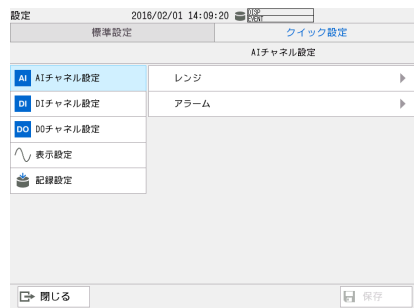 設定 2016/02/01 14:09:20 DISP
EVENT
標準設定 クイック設定
AIチャネル設定
AI AIチャネル設定 レンジ
DI DIチャネル設定 アラーム
DO DOチャネル設定
表示設定
記録設定
閉じる 保存